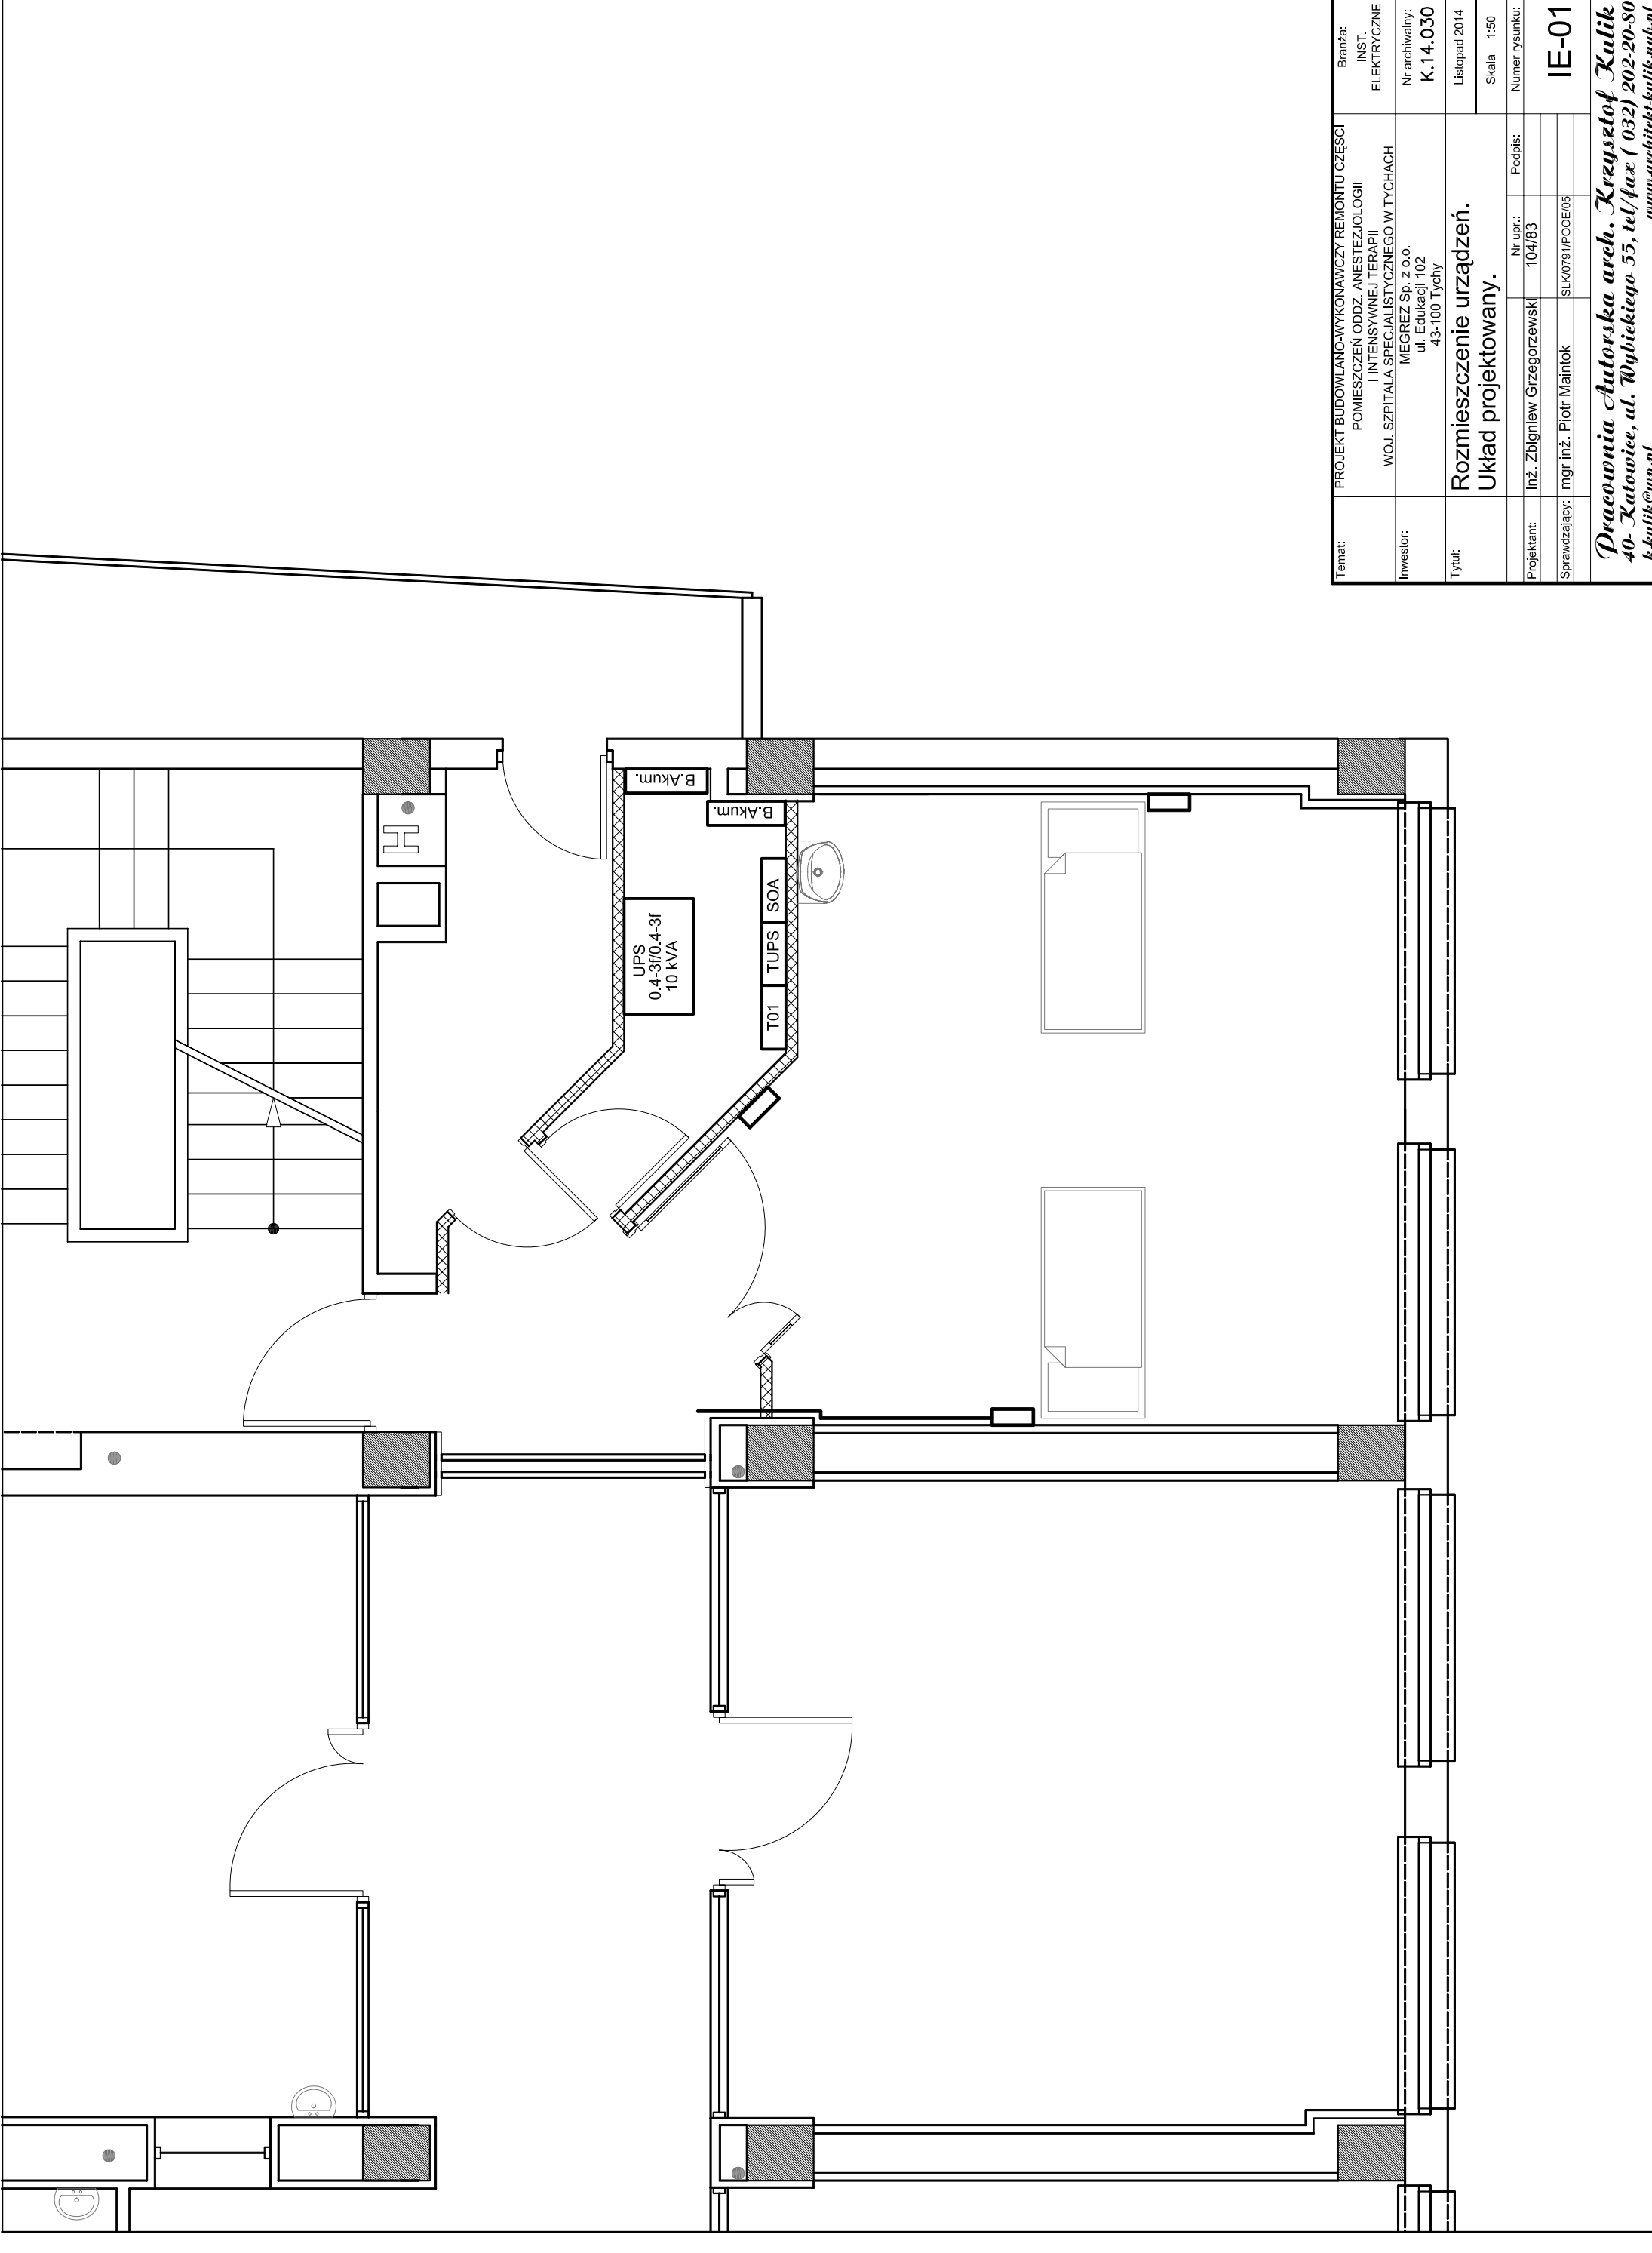 H
B.Akum.
B.Akum.
UPS
0.4-3f/0.4-3f
10 kVA
T01
TUPS
SOA
Temat:
PROJEKT BUDOWLANO-WYKONAWCZY REMONTU CZĘŚCI
POMIESZCZEŃ ODDZ. ANESTEZJOLOGII
I INTENSYWNEJ TERAPII
WOJ. SZPITALA SPECJALISTYCZNEGO W TYCHACH
Branża:
INST.
ELEKTRYCZNE
Inwestor:
MEGREZ Sp. z o.o.
ul. Edukacji 102
43-100 Tychy
Nr archiwalny:
K.14.030
Tytuł:
Rozmieszczenie urządzeń.
Układ projektowany.
Listopad 2014
Skala 1:50
Nr upr.:
Podpis:
Numer rysunku:
Projektant:
inż. Zbigniew Grzegorzewski
104/83
IE-01
Sprawdzający:
mgr inż. Piotr Maintok
SLK/0791/POOE/05
Pracownia Autorska arch. Krzysztof Kulik
40- Katowice, ul. Wybickiego 55, tel/fax ( 032) 202-20-80
k.kulik@wp.pl